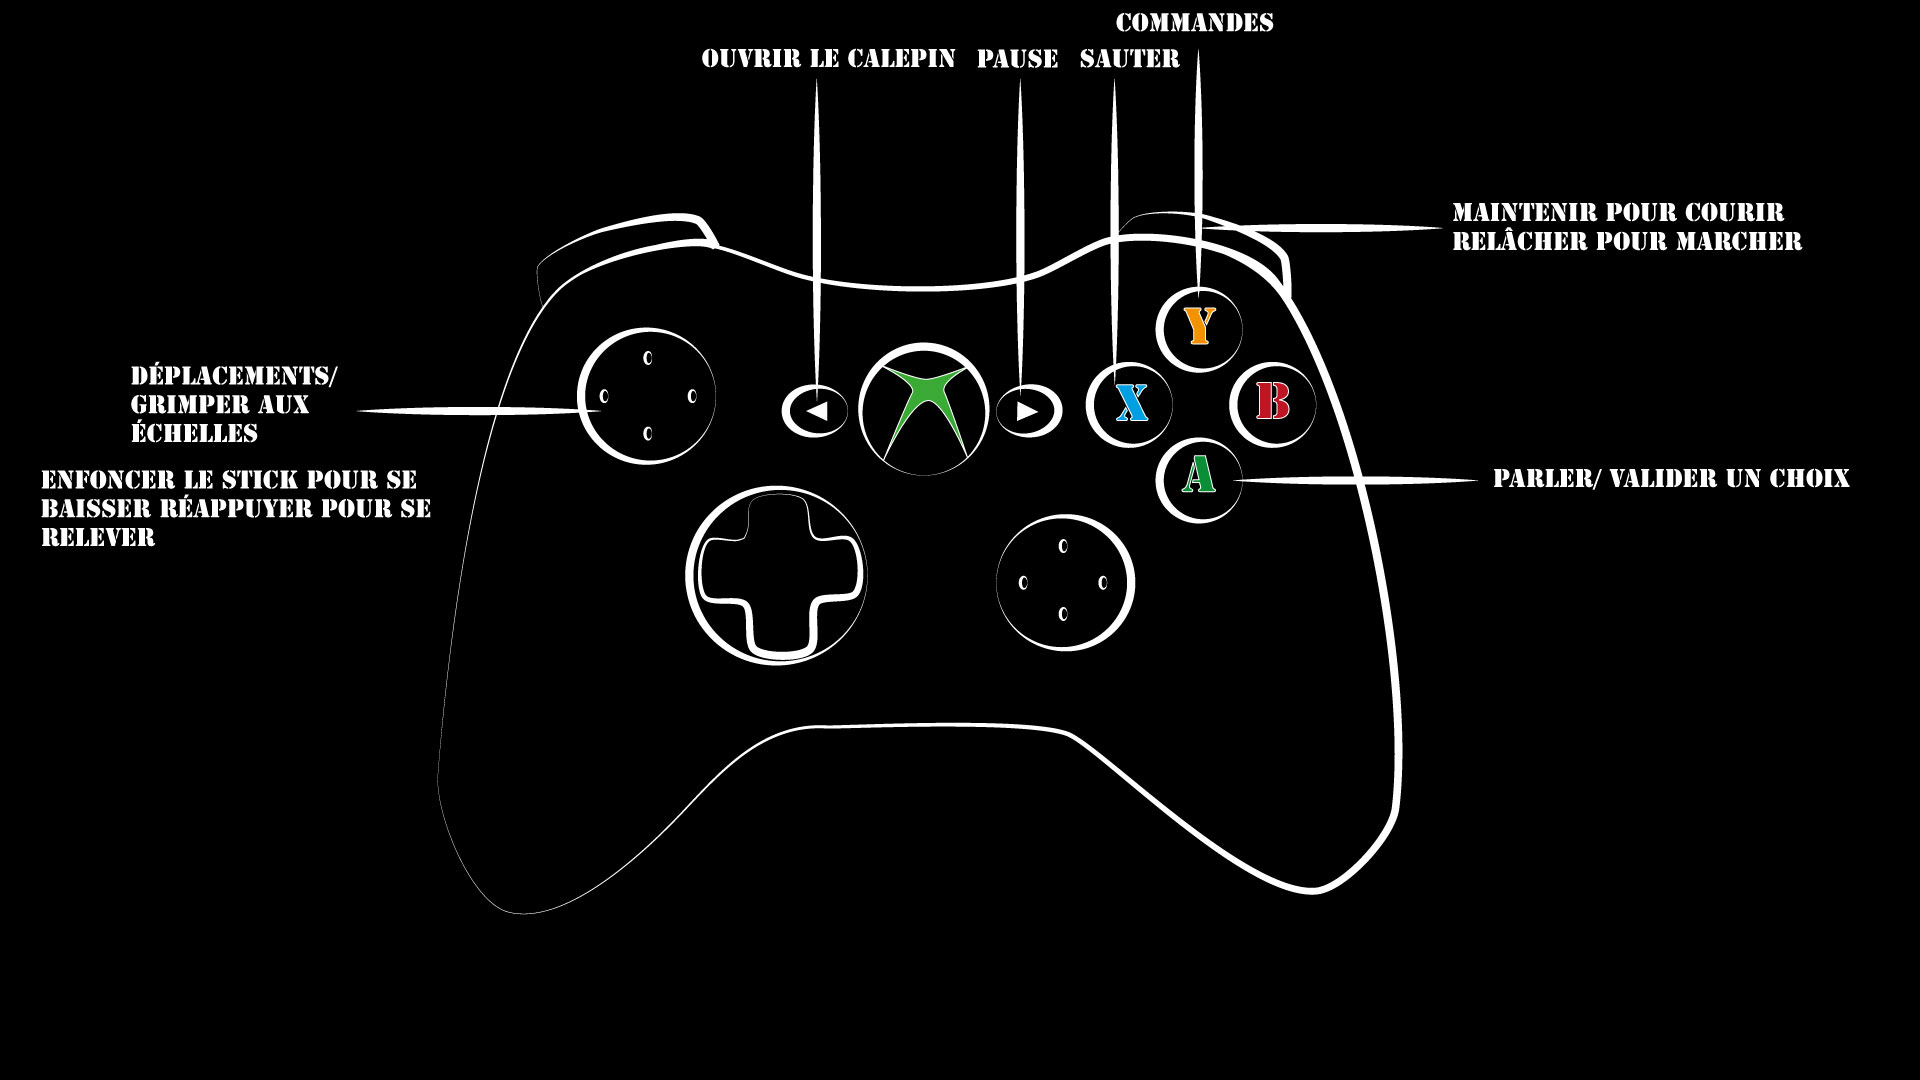 COMMANDES
OUVRIR LE CALEPIN
PAUSE
SAUTER
MAINTENIR POUR COURIR
RELÂCHER POUR MARCHER
DÉPLACEMENTS/
GRIMPER AUX
ÉCHELLES
ENFONCER LE STICK POUR SE
BAISSER RÉAPPUYER POUR SE
RELEVER
Y
X
B
A
PARLER/ VALIDER UN CHOIX